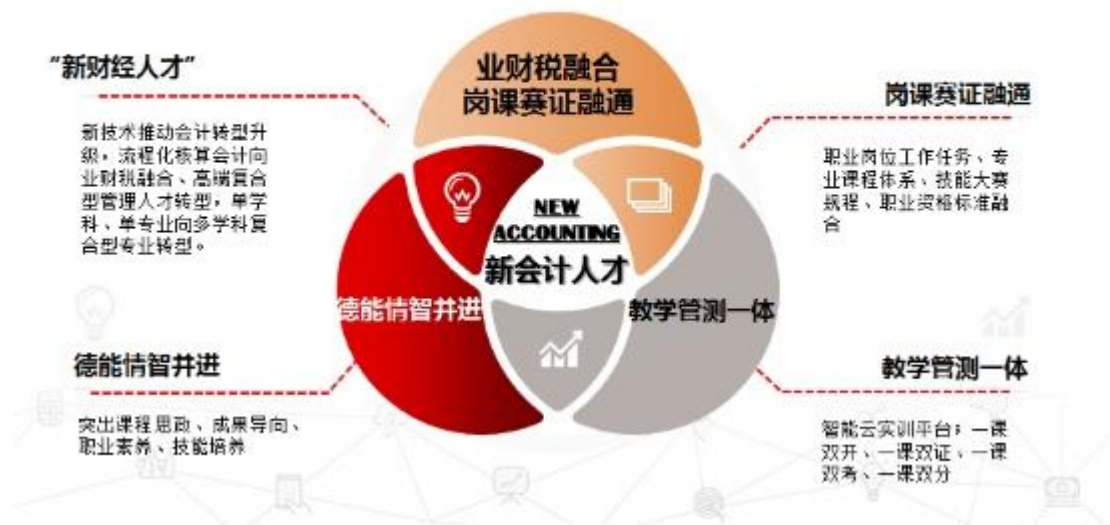 “新财经人才”
新技术推动会计转型升
级，流程化核算会计向
业财税融合、高端复合
型管理人才转型，单学
科、单专业向多学科复
合型专业转型。
业财税融合
岗课赛证融通
岗课赛证融通
职业岗位工作任务、专
业课程体系、技能大赛
规程、职业资格标准融
合
NEW
ACCOUNTING
新会计人才
德能情智并进
教学管测一体
德能情智并进
突出课程思政、成果导向、
职业素养、技能培养
教学管测一体
智能云实训平台；一课
双开、一课双证、一课
双考、一课双分